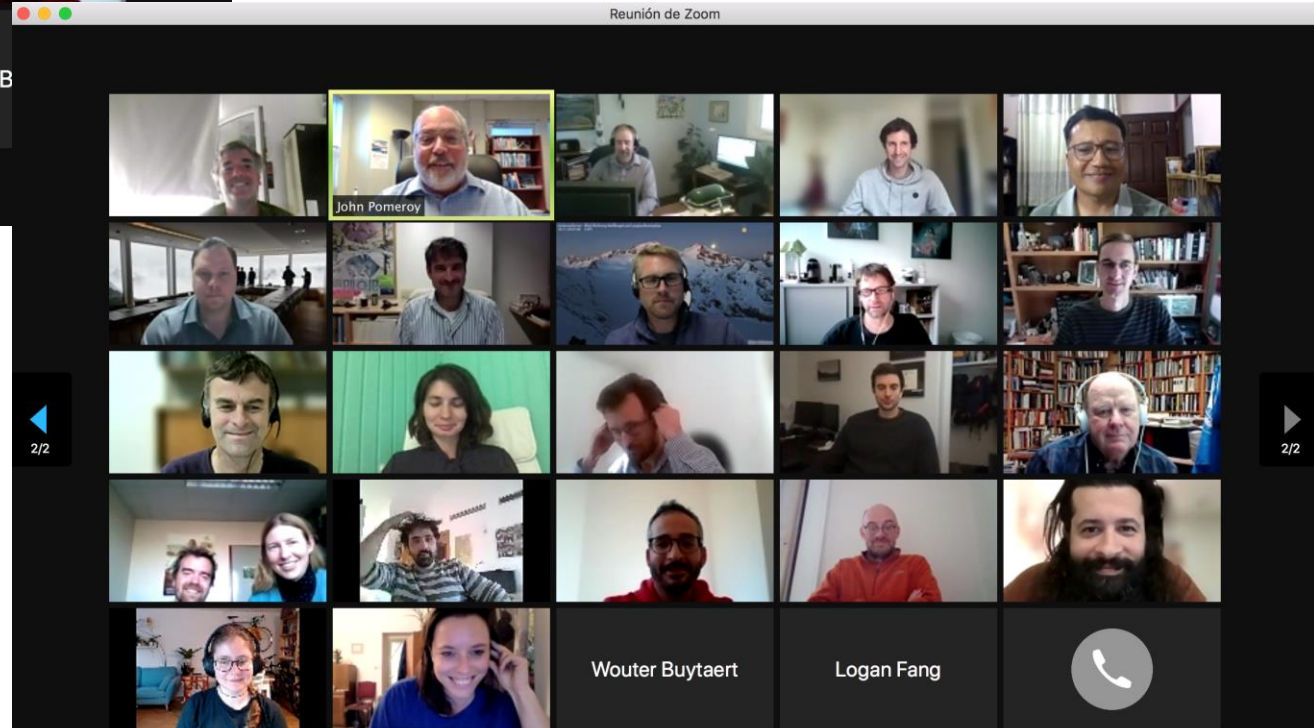 Reunión de Zoom
B
John Pomeroy
2/2
2/2
Wouter Buytaert
Logan Fang